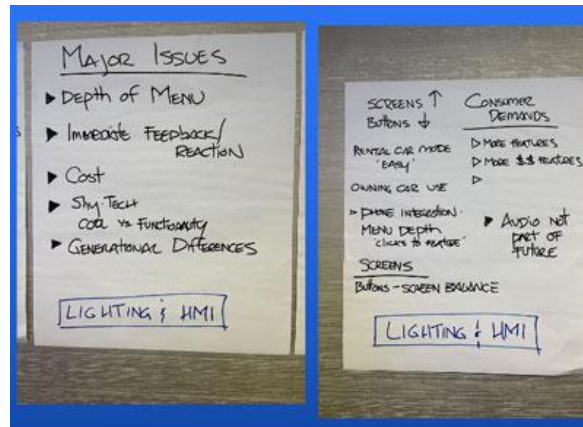 MAJOR ISSUES
▶ Depth of MENU
▶ Immediate Feedback/
REACTION
▶ Cost
▶ Shy-Tech
COOL vs Functionality
▶ GENERATIONAL DIFFERENCES
LIGHTING & HMI
SCREENS ↑
Buttons ↓
RENTAL CAR MODE
"EASY"
OWNING CAR USE
▷ PHONE INTEGRATION
MENU Depth
"clicks to feature"
SCREENS
Buttons - SCREEN BALANCE
CONSUMER
DEMANDS
▷ MORE FEATURES
▷ MORE $$ FEATURES
▷
▶ AUDIO NOT
PART OF
FUTURE
LIGHTING & HMI